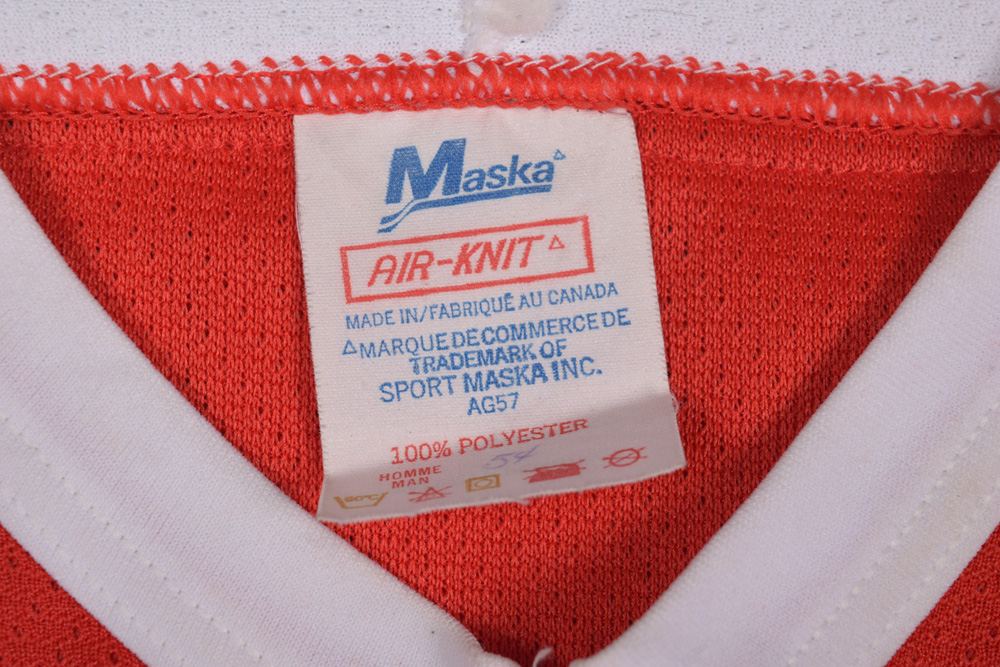 Maska
AIR-KNIT
MADE IN/FABRIQUÉ AU CANADA
MARQUE DE COMMERCE DE
TRADEMARK OF
SPORT MASKA INC.
AG57
100% POLYESTER
HOMME 54
MAN
60°C